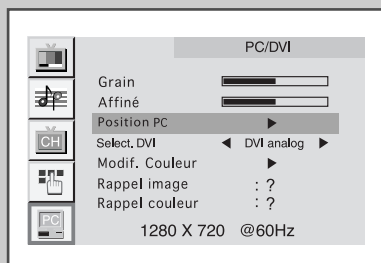 PC/DVI
Grain
Affiné
Position PC ▶
CH
Select. DVI ◀ DVI analog ▶
Modif. Couleur ▶
Rappel image : ?
Rappel couleur : ?
PC
1280 X 720 @60Hz